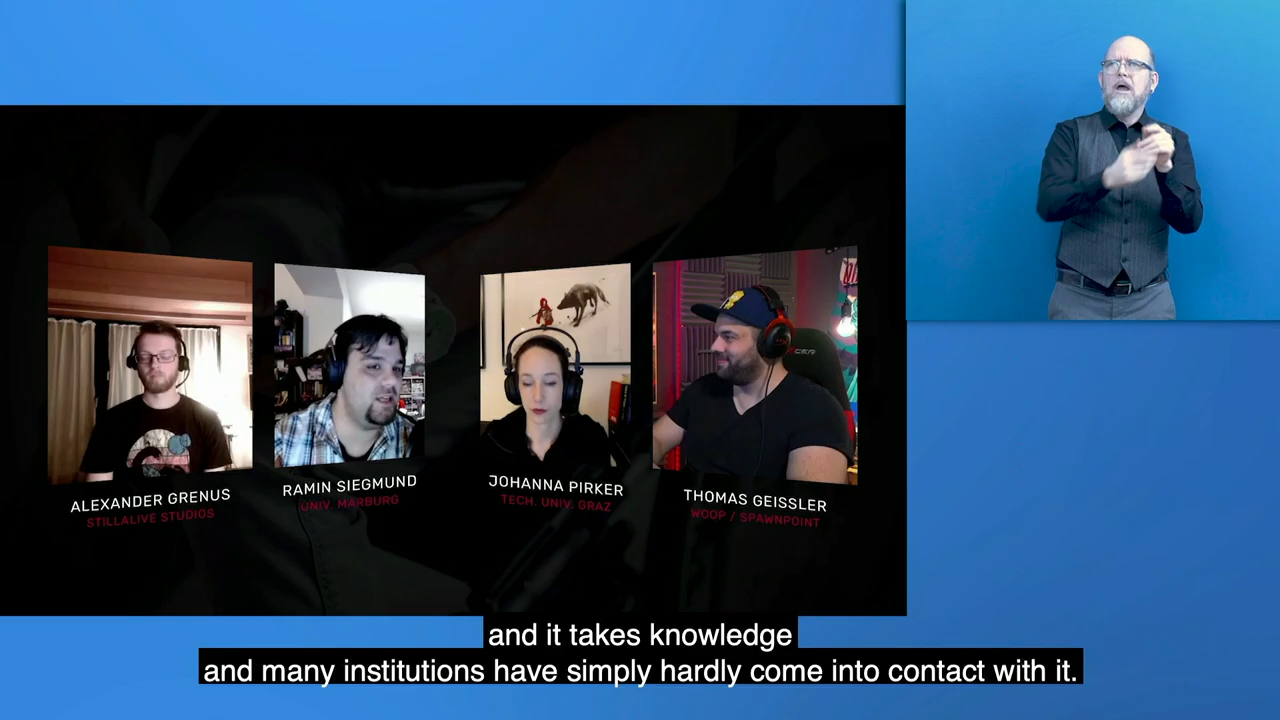 ALEXANDER GRENUS
STILLALIVE STUDIOS
RAMIN SIEGMUND
UNIV. MARBURG
JOHANNA PIRKER
TECH. UNIV. GRAZ
THOMAS GEISSLER
WOOP / SPAWNPOINT
and it takes knowledge
and many institutions have simply hardly come into contact with it.